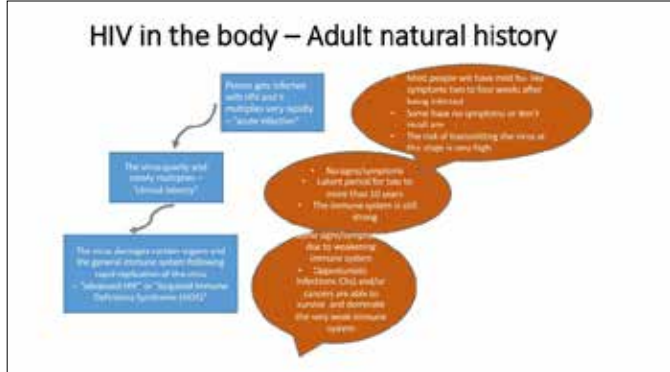 HIV in the body – Adult natural history
Person gets infected
with HIV and it
multiplies very rapidly
– "acute infection"
• Most people will have mild flu-like
symptoms two to four weeks after
being infected
• Some have no symptoms or don't
recall any
• The risk of transmitting the virus at
this stage is very high
The virus quietly and
slowly multiplies –
"clinical latency"
• No signs/symptoms
• Latent period for two to
more than 10 years
• The immune system is still
strong
The virus damages certain organs and
the general immune system following
rapid replication of the virus
– "advanced HIV" or "Acquired Immune
Deficiency Syndrome (AIDS)"
signs/symptoms
due to weakening
immune system
• Opportunistic
Infections (OIs) and/or
cancers are able to
survive and dominate
the very weak immune
system